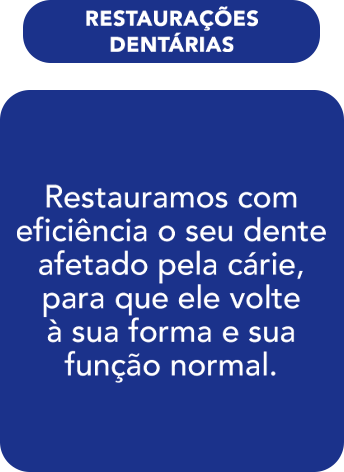 RESTAURAÇÕES
DENTÁRIAS
Restauramos com
eficiência o seu dente
afetado pela cárie,
para que ele volte
à sua forma e sua
função normal.